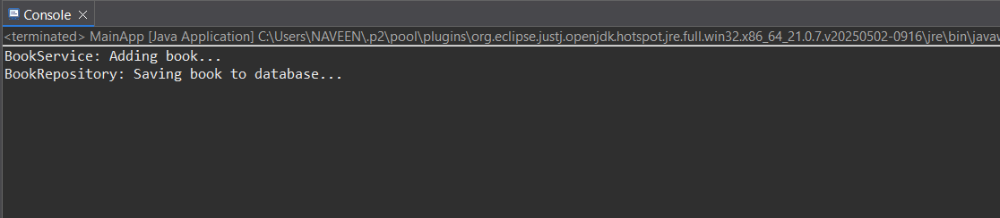 Console
<terminated> MainApp [Java Application] C:\Users\NAVEEN\.p2\pool\plugins\org.eclipse.justj.openjdk.hotspot.jre.full.win32.x86_64_21.0.7.v20250502-0916\jre\bin\javaw
BookService: Adding book...
BookRepository: Saving book to database...